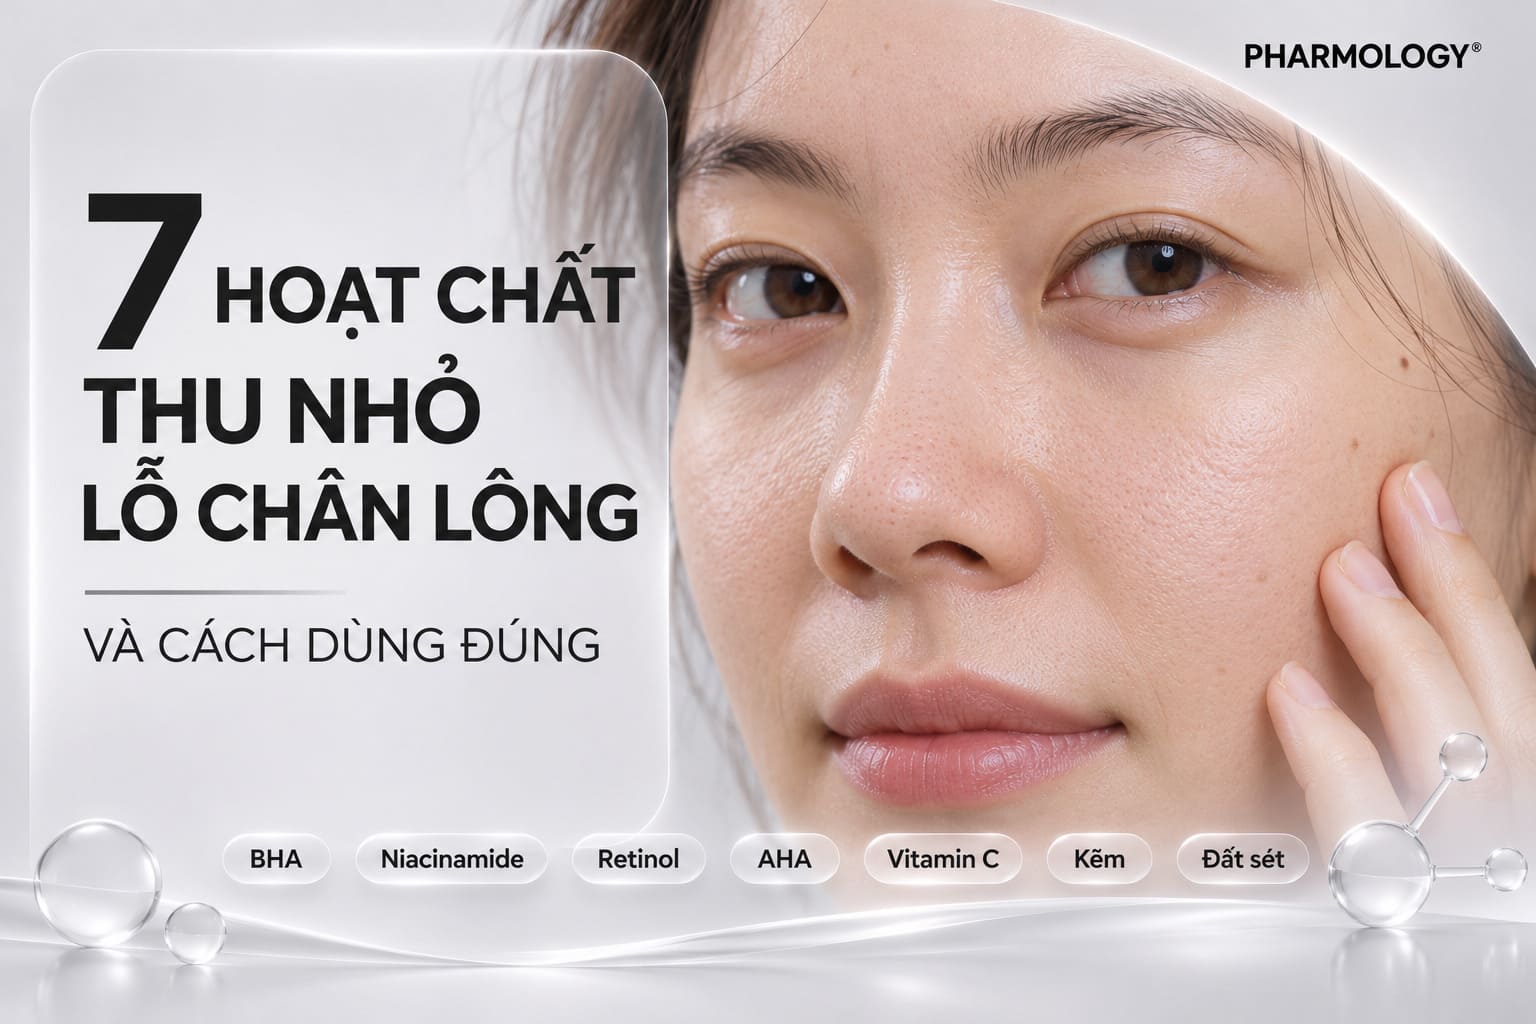 PHARMOLOGY®
7 HOẠT CHẤT
THU NHỎ
LỖ CHÂN LÔNG
VÀ CÁCH DÙNG ĐÚNG
BHA
Niacinamide
Retinol
AHA
Vitamin C
Kẽm
Đất sét